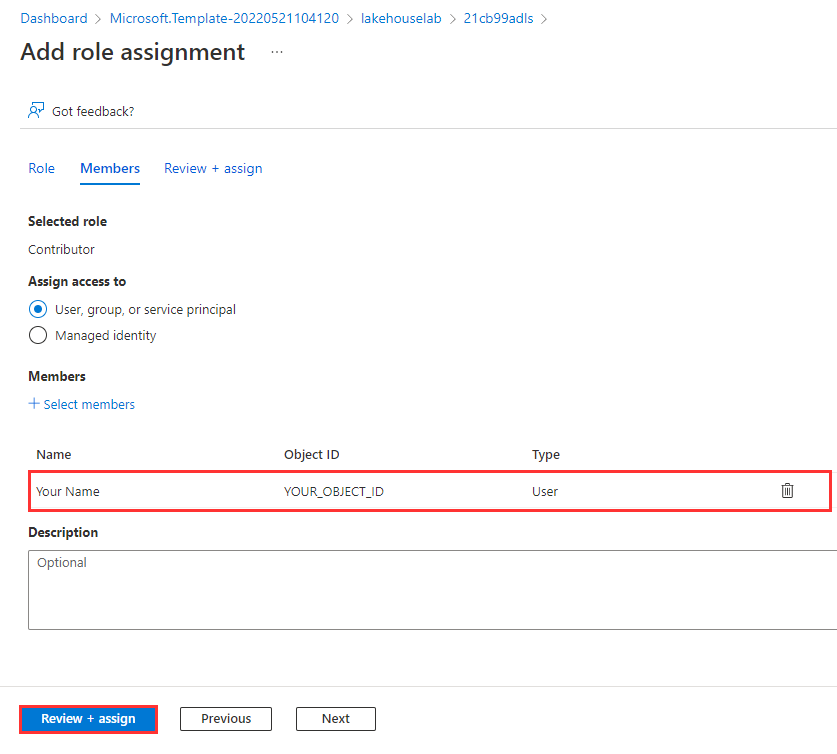 Dashboard > Microsoft.Template-20220521104120 > lakehouselab > 21cb99adls >
Add role assignment ...
Got feedback?
Role Members Review + assign
Selected role
Contributor
Assign access to
User, group, or service principal
Managed identity
Members
+ Select members
Name Object ID Type
Your Name YOUR_OBJECT_ID User
Description
Optional
Review + assign Previous Next